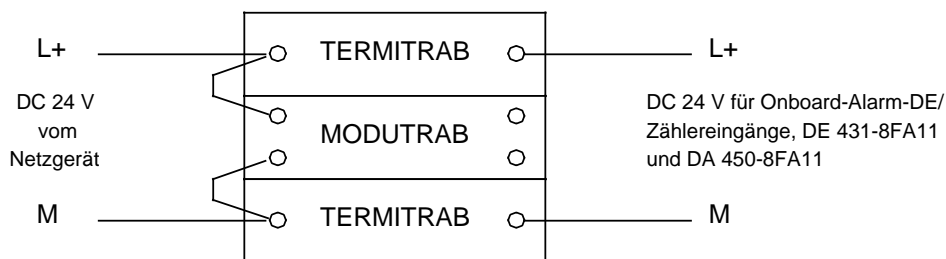 L+ TERMITRAB L+
DC 24 V
vom
Netzgerät
MODUTRAB
DC 24 V für Onboard-Alarm-DE/
Zählereingänge, DE 431-8FA11
und DA 450-8FA11
M TERMITRAB M